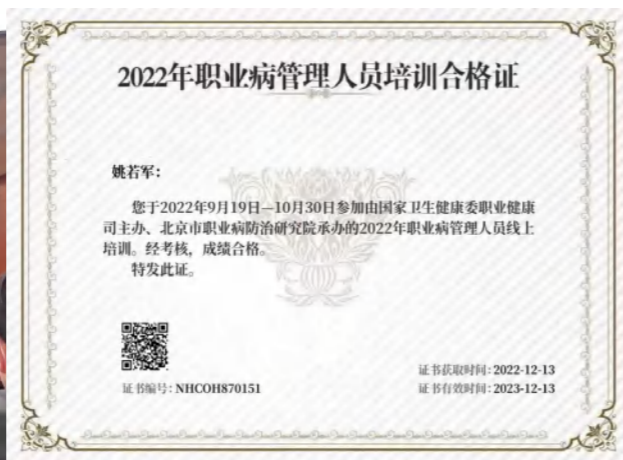 2022年职业病管理人员培训合格证
姚若军：
您于2022年9月19日—10月30日参加由国家卫生健康委职业健康
司主办、北京市职业病防治研究院承办的2022年职业病管理人员线上
培训。经考核，成绩合格。
特发此证。
证书获取时间：2022-12-13
证书编号：NHCOH870151
证书有效时间：2023-12-13